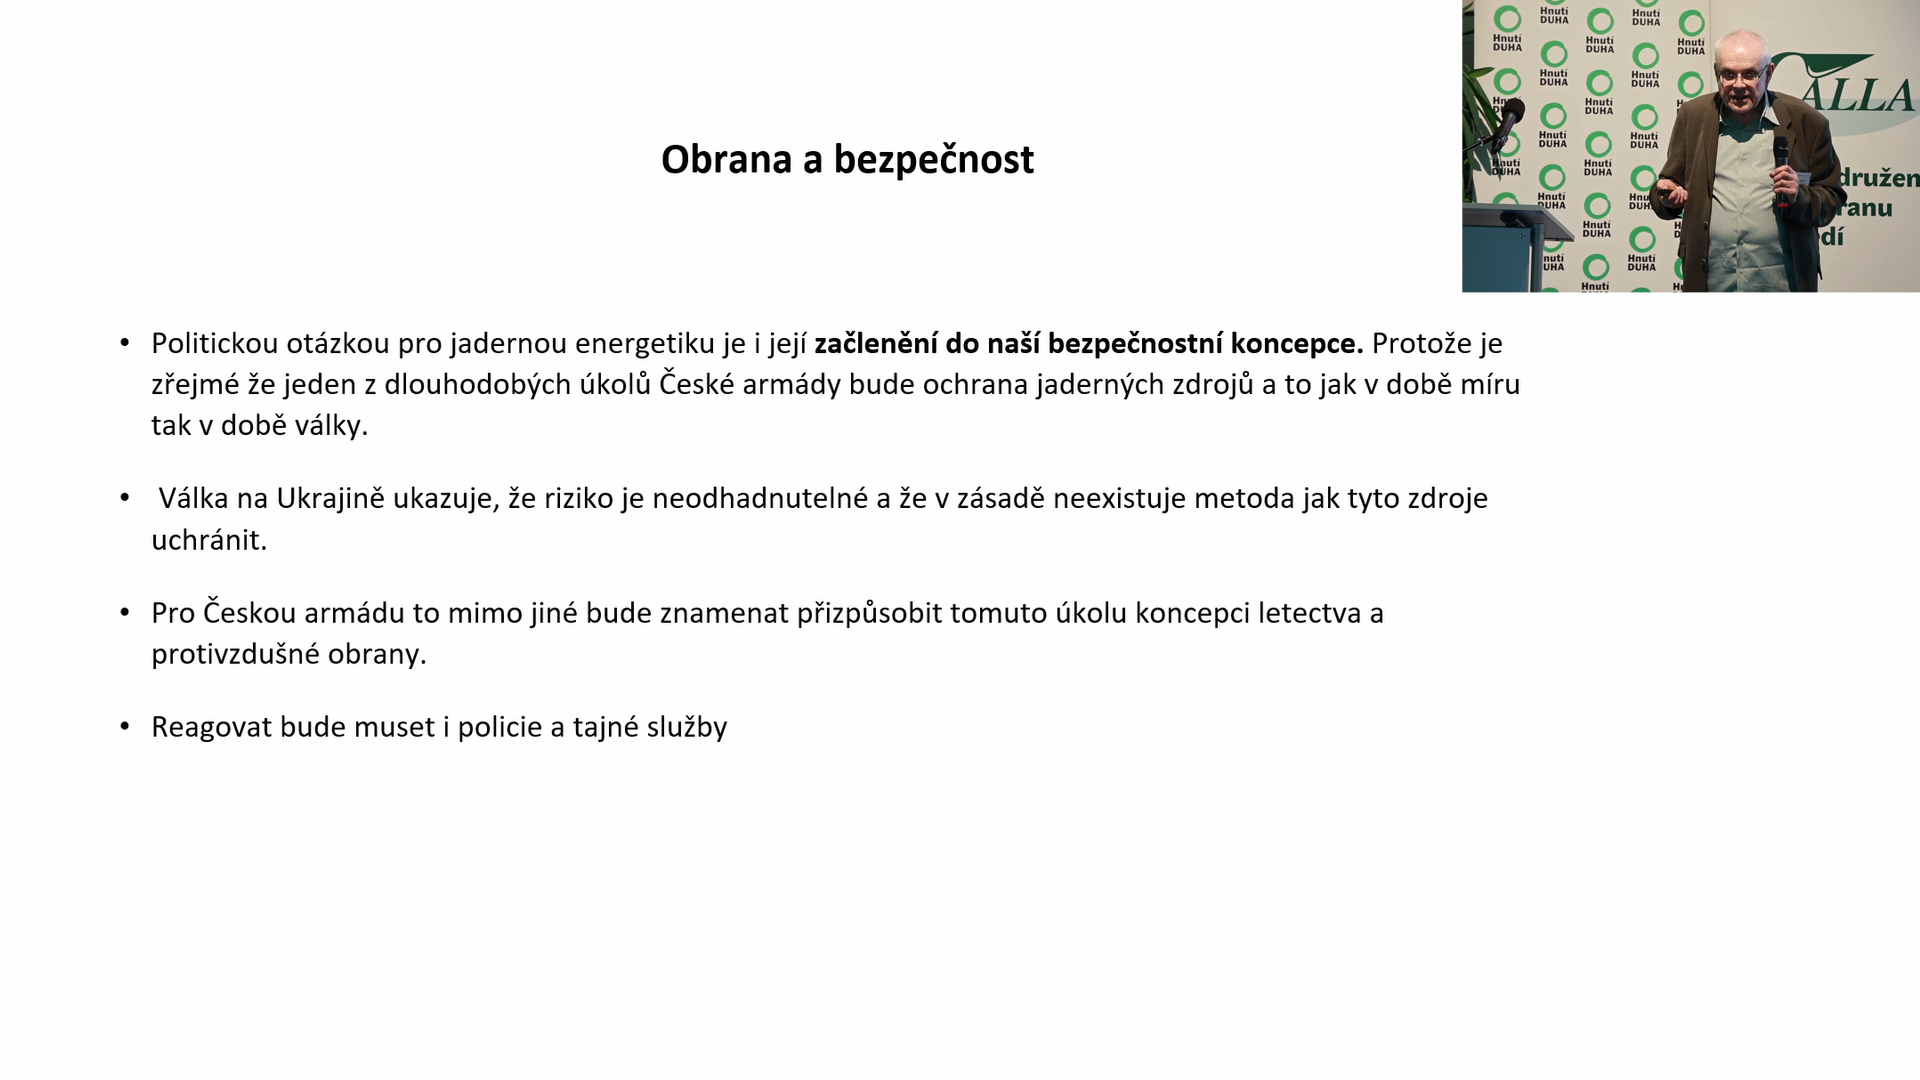 Obrana a bezpečnost
• Politickou otázkou pro jadernou energetiku je i její začlenění do naší bezpečnostní koncepce. Protože je
zřejmé že jeden z dlouhodobých úkolů České armády bude ochrana jaderných zdrojů a to jak v době míru
tak v době války.
• Válka na Ukrajině ukazuje, že riziko je neodhadnutelné a že v zásadě neexistuje metoda jak tyto zdroje
uchránit.
• Pro Českou armádu to mimo jiné bude znamenat přizpůsobit tomuto úkolu koncepci letectva a
protivzdušné obrany.
• Reagovat bude muset i policie a tajné služby
Hnutí
DUHA